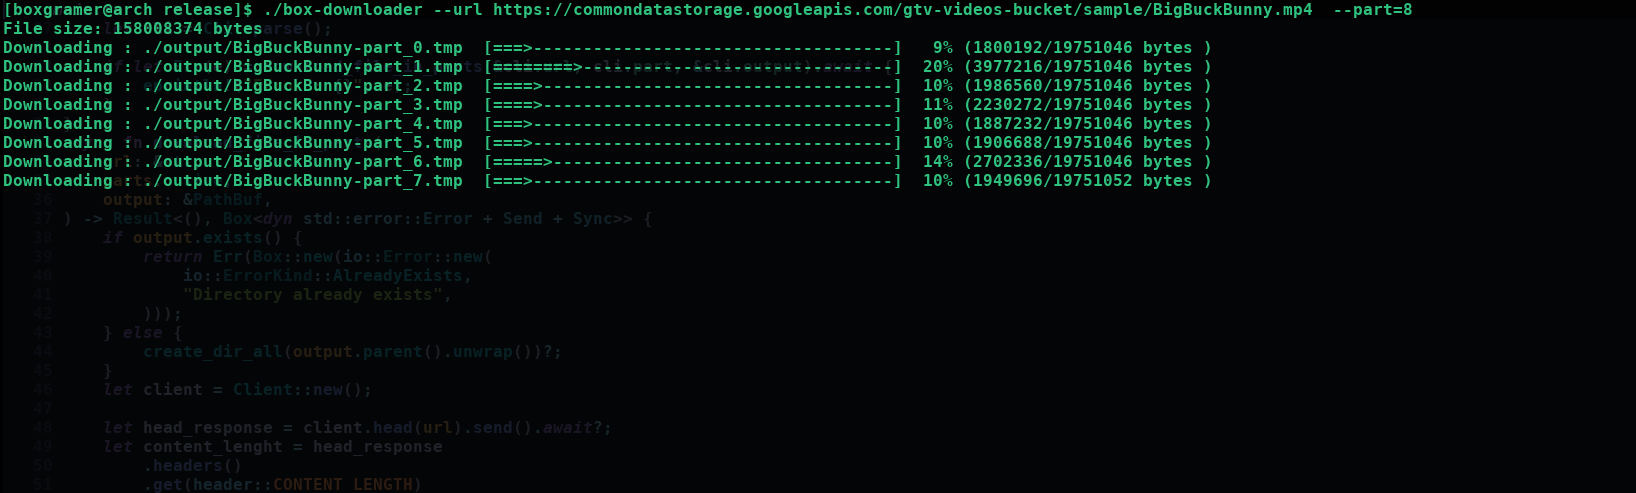 [boxgramer@arch release]$ ./box-downloader --url https://commondatastorage.googleapis.com/gtv-videos-bucket/sample/BigBuckBunny.mp4  --part=8
File size: 158008374 bytes
Downloading : ./output/BigBuckBunny-part_0.tmp  [===>------------------------------------]   9% (1800192/19751046 bytes )
Downloading : ./output/BigBuckBunny-part_1.tmp  [========>-------------------------------]  20% (3977216/19751046 bytes )
Downloading : ./output/BigBuckBunny-part_2.tmp  [====>-----------------------------------]  10% (1986560/19751046 bytes )
Downloading : ./output/BigBuckBunny-part_3.tmp  [====>-----------------------------------]  11% (2230272/19751046 bytes )
Downloading : ./output/BigBuckBunny-part_4.tmp  [===>------------------------------------]  10% (1887232/19751046 bytes )
Downloading : ./output/BigBuckBunny-part_5.tmp  [===>------------------------------------]  10% (1906688/19751046 bytes )
Downloading : ./output/BigBuckBunny-part_6.tmp  [=====>----------------------------------]  14% (2702336/19751046 bytes )
Downloading : ./output/BigBuckBunny-part_7.tmp  [===>------------------------------------]  10% (1949696/19751052 bytes )
36     output: &PathBuf,
37 ) -> Result<(), Box<dyn std::error::Error + Send + Sync>> {
38     if output.exists() {
39         return Err(Box::new(io::Error::new(
40             io::ErrorKind::AlreadyExists,
41             "Directory already exists",
42         )));
43     } else {
44         create_dir_all(output.parent().unwrap())?;
45     }
46     let client = Client::new();
47
48     let head_response = client.head(url).send().await?;
49     let content_lenght = head_response
50         .headers()
51         .get(header::CONTENT_LENGTH)